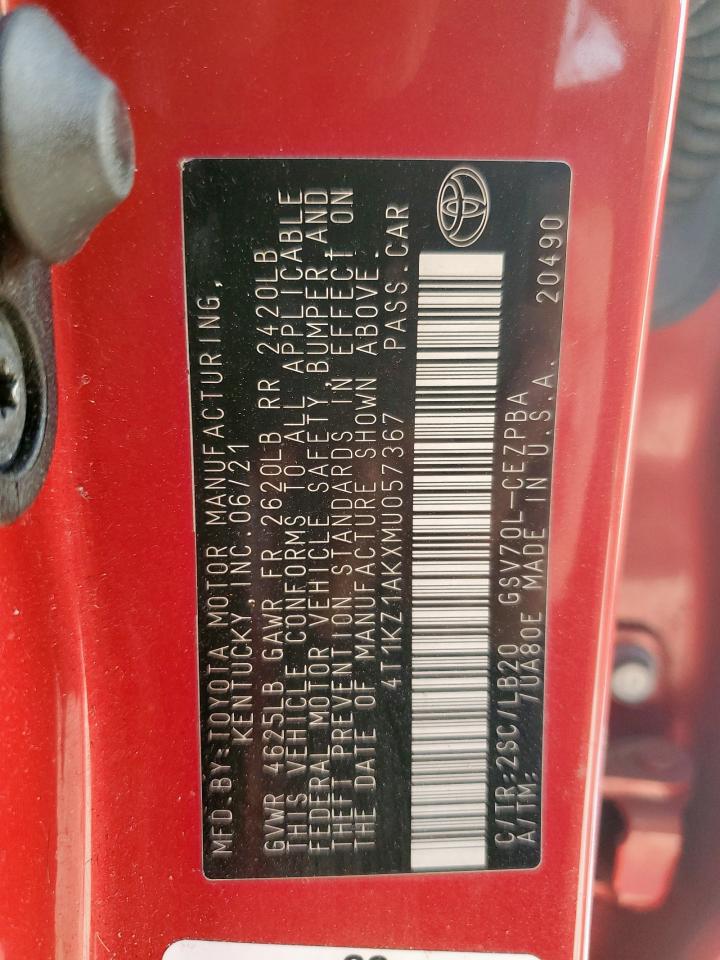 MFD.BY:TOYOTA MOTOR MANUFACTURING,
KENTUCKY, INC. 06/21
GVWR 4625LB GAWR FR 2620LB RR 2420LB
THIS VEHICLE CONFORMS TO ALL APPLICABLE
FEDERAL MOTOR VEHICLE SAFETY, BUMPER, AND
THEFT PREVENTION STANDARDS IN EFFECT ON
THE DATE OF MANUFACTURE SHOWN ABOVE.
4T1KZ1AKXMU057367 PASS.CAR
C/TR:2SC/LB20 GSV70L-CEZPBA 20490
A/TM: /UA80E MADE IN U.S.A.